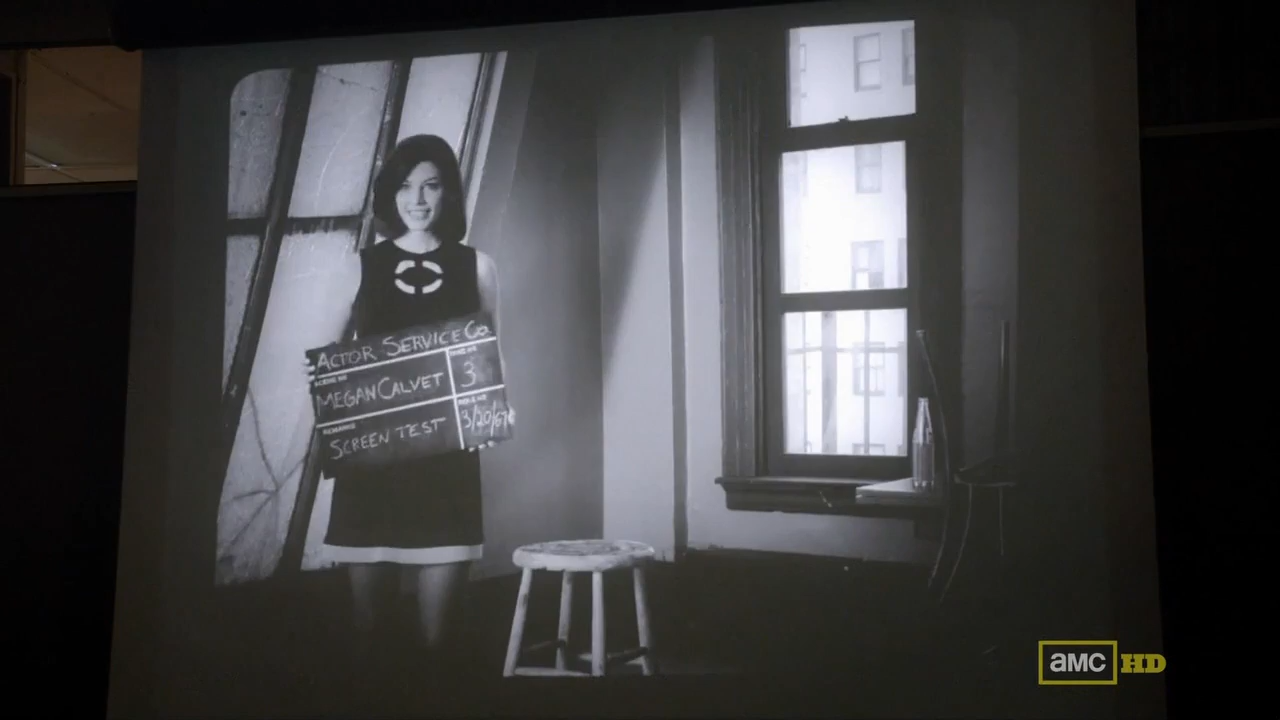 ACTOR SERVICE Co.
MEGAN CALVET
3
SCREEN TEST
3/20/67
amc HD